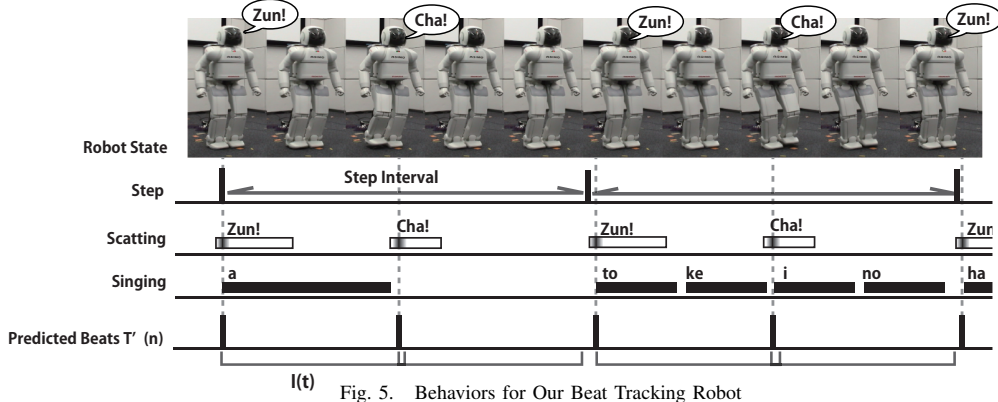 Zun! Cha! Zun! Cha! Zun!
Robot State
Step Step Interval
Scatting Zun! Cha! Zun! Cha! Zun
Singing a to ke i no ha
Predicted Beats T' (n)
I(t)
Fig. 5. Behaviors for Our Beat Tracking Robot